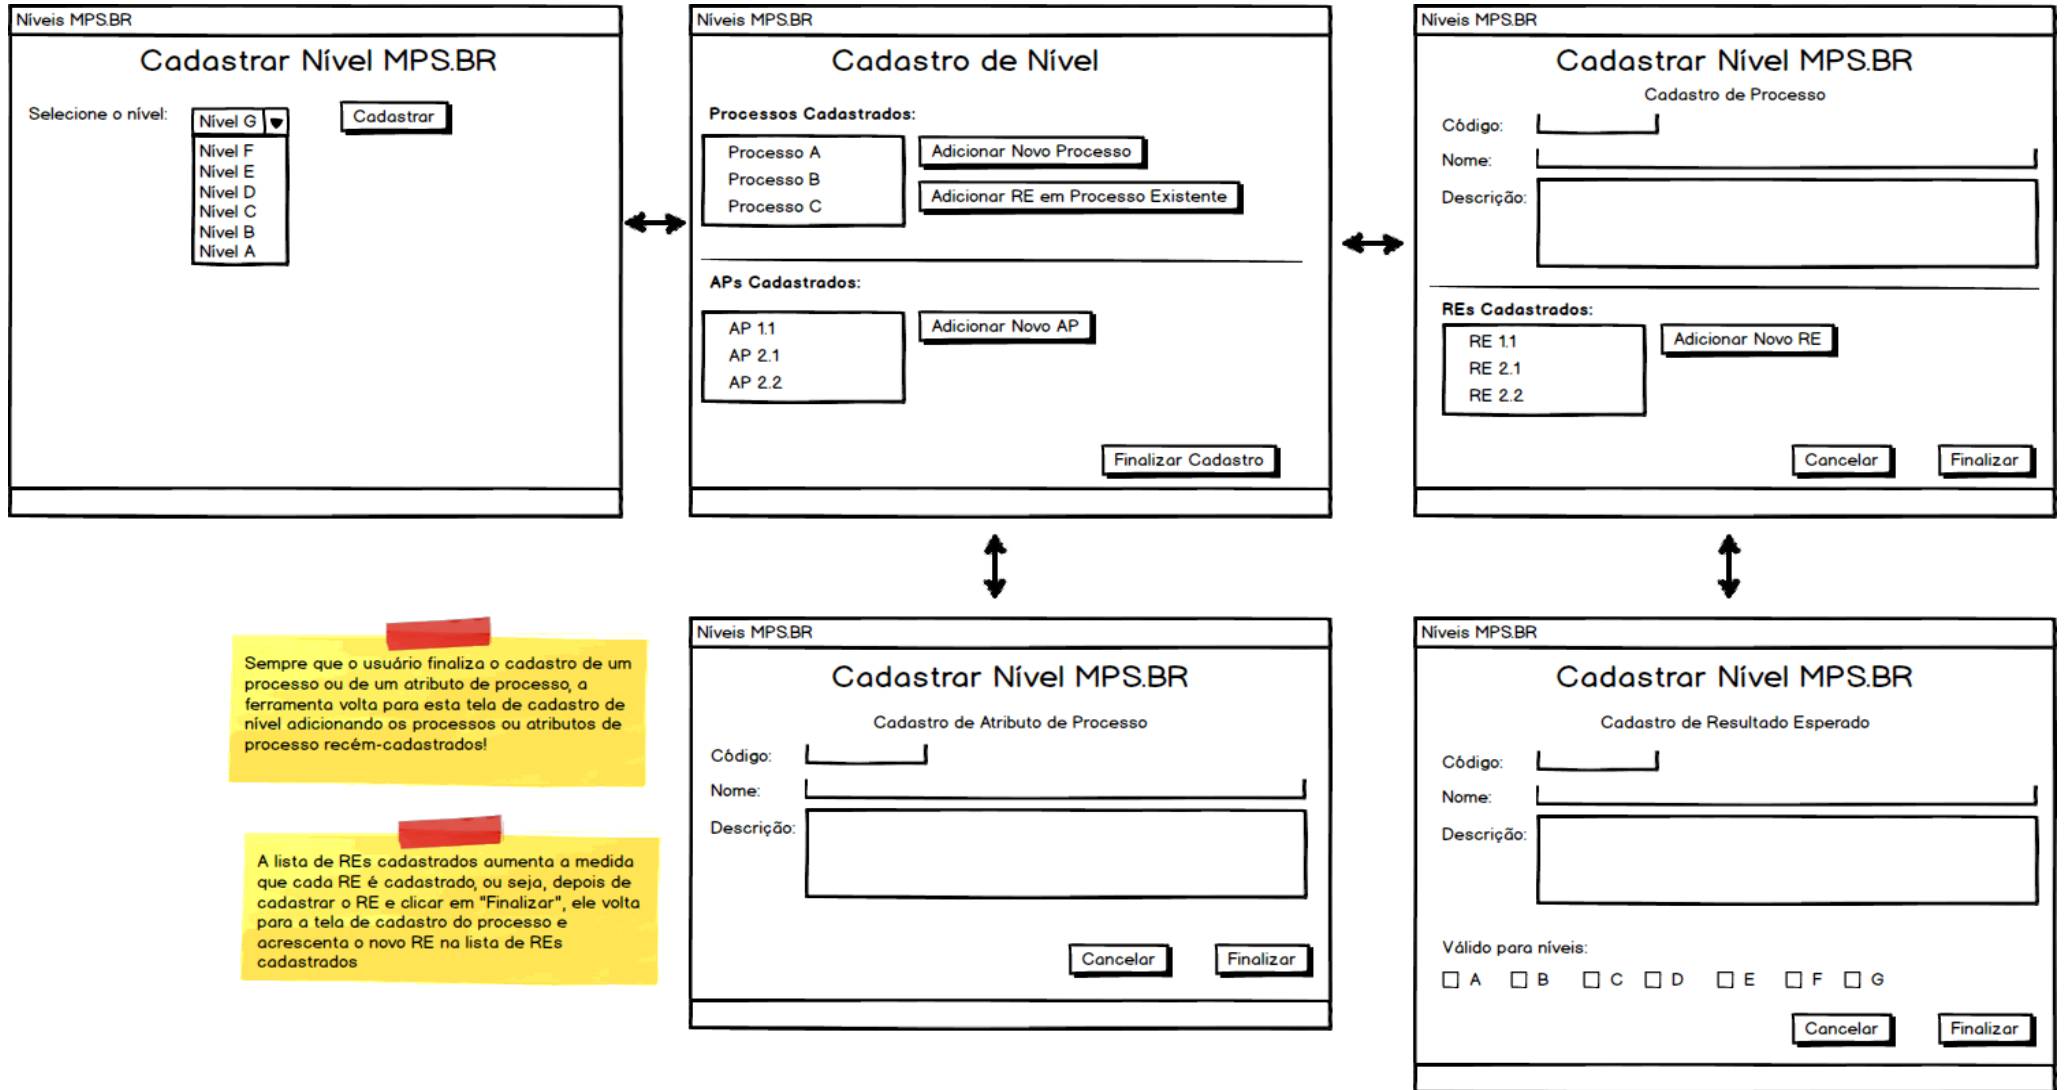 Níveis MPS.BR
Cadastrar Nível MPS.BR
Selecione o nível:
Nível G
Cadastrar
Nível F
Nível E
Nível D
Nível C
Nível B
Nível A
Níveis MPS.BR
Cadastro de Nível
Processos Cadastrados:
Processo A
Processo B
Processo C
Adicionar Novo Processo
Adicionar RE em Processo Existente
APs Cadastrados:
AP 1.1
AP 2.1
AP 2.2
Adicionar Novo AP
Finalizar Cadastro
Níveis MPS.BR
Cadastrar Nível MPS.BR
Cadastro de Processo
Código:
Nome:
Descrição:
REs Cadastrados:
RE 1.1
RE 2.1
RE 2.2
Adicionar Novo RE
Cancelar
Finalizar
Sempre que o usuário finaliza o cadastro de um
processo ou de um atributo de processo, a
ferramenta volta para esta tela de cadastro de
nível adicionando os processos ou atributos de
processo recém-cadastrados!
A lista de REs cadastrados aumenta a medida
que cada RE é cadastrado, ou seja, depois de
cadastrar o RE e clicar em "Finalizar", ele volta
para a tela de cadastro do processo e
acrescenta o novo RE na lista de REs
cadastrados
Níveis MPS.BR
Cadastrar Nível MPS.BR
Cadastro de Atributo de Processo
Código:
Nome:
Descrição:
Cancelar
Finalizar
Níveis MPS.BR
Cadastrar Nível MPS.BR
Cadastro de Resultado Esperado
Código:
Nome:
Descrição:
Válido para níveis:
A B C D E F G
Cancelar
Finalizar